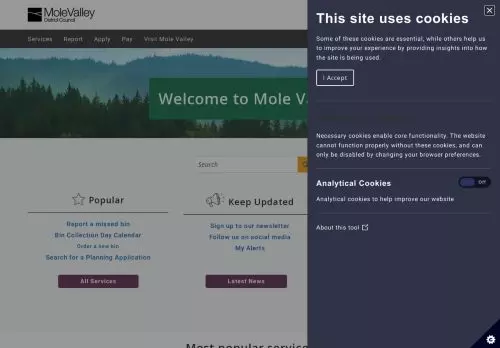 MoleValley
District Council
Services Report Apply Pay Visit Mole Valley
Welcome to Mole Va
Search
Popular
Report a missed bin
Bin Collection Day Calendar
Order a new bin
Search for a Planning Application
All Services
Keep Updated
Sign up to our newsletter
Follow us on social media
My Alerts
Latest News
Most popular service
This site uses cookies
Some of these cookies are essential, while others help us
to improve your experience by providing insights into how
the site is being used.
I Accept
Necessary cookies enable core functionality. The website
cannot function properly without these cookies, and can
only be disabled by changing your browser preferences.
Analytical Cookies
Off
Analytical cookies to help improve our website
About this tool